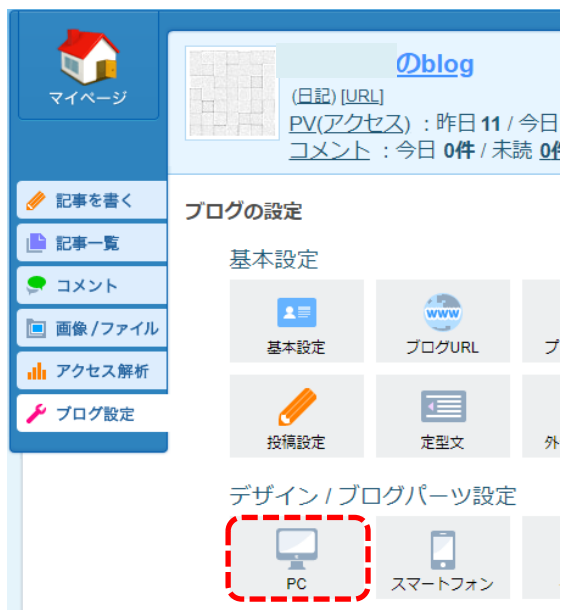 マイページ
のblog
(日記) [URL]
PV(アクセス) : 昨日 11 / 今日
コメント : 今日 0件 / 未読 0件
記事を書く
記事一覧
コメント
画像/ファイル
アクセス解析
ブログ設定
ブログの設定
基本設定
基本設定
www
ブログURL
プ
投稿設定
定型文
外
デザイン / ブログパーツ設定
PC
スマートフォン